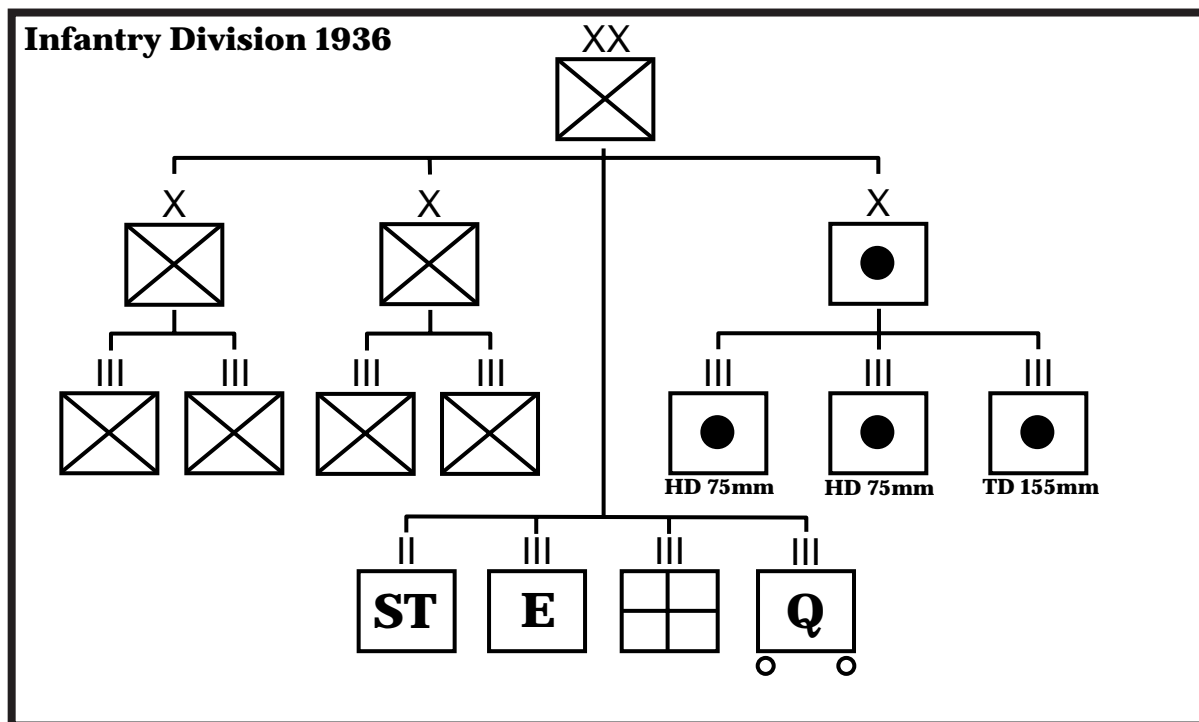 Infantry Division 1936
XX
X X X
III III III III III III III
HD 75mm HD 75mm TD 155mm
II III III III
ST E Q